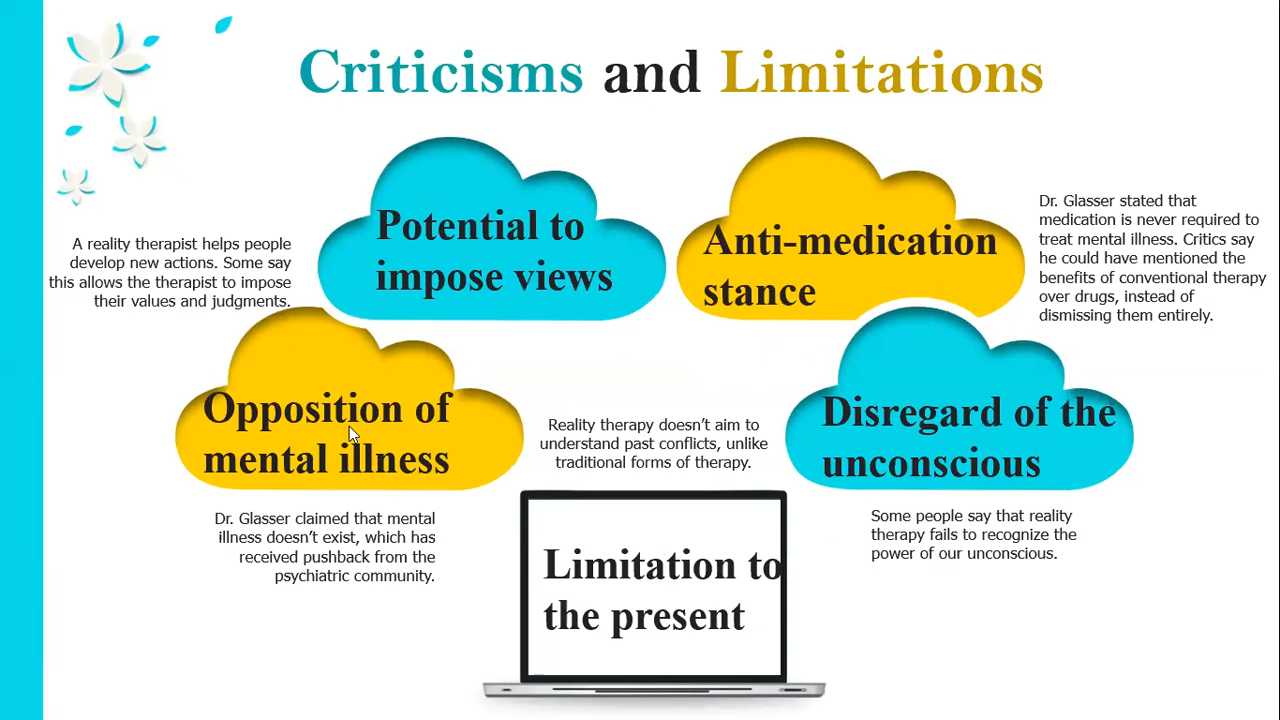 Criticisms and Limitations
A reality therapist helps people
develop new actions. Some say
this allows the therapist to impose
their values and judgments.
Potential to
impose views
Anti-medication
stance
Dr. Glasser stated that
medication is never required to
treat mental illness. Critics say
he could have mentioned the
benefits of conventional therapy
over drugs, instead of
dismissing them entirely.
Opposition of
mental illness
Dr. Glasser claimed that mental
illness doesn’t exist, which has
received pushback from the
psychiatric community.
Reality therapy doesn’t aim to
understand past conflicts, unlike
traditional forms of therapy.
Limitation to
the present
Disregard of the
unconscious
Some people say that reality
therapy fails to recognize the
power of our unconscious.